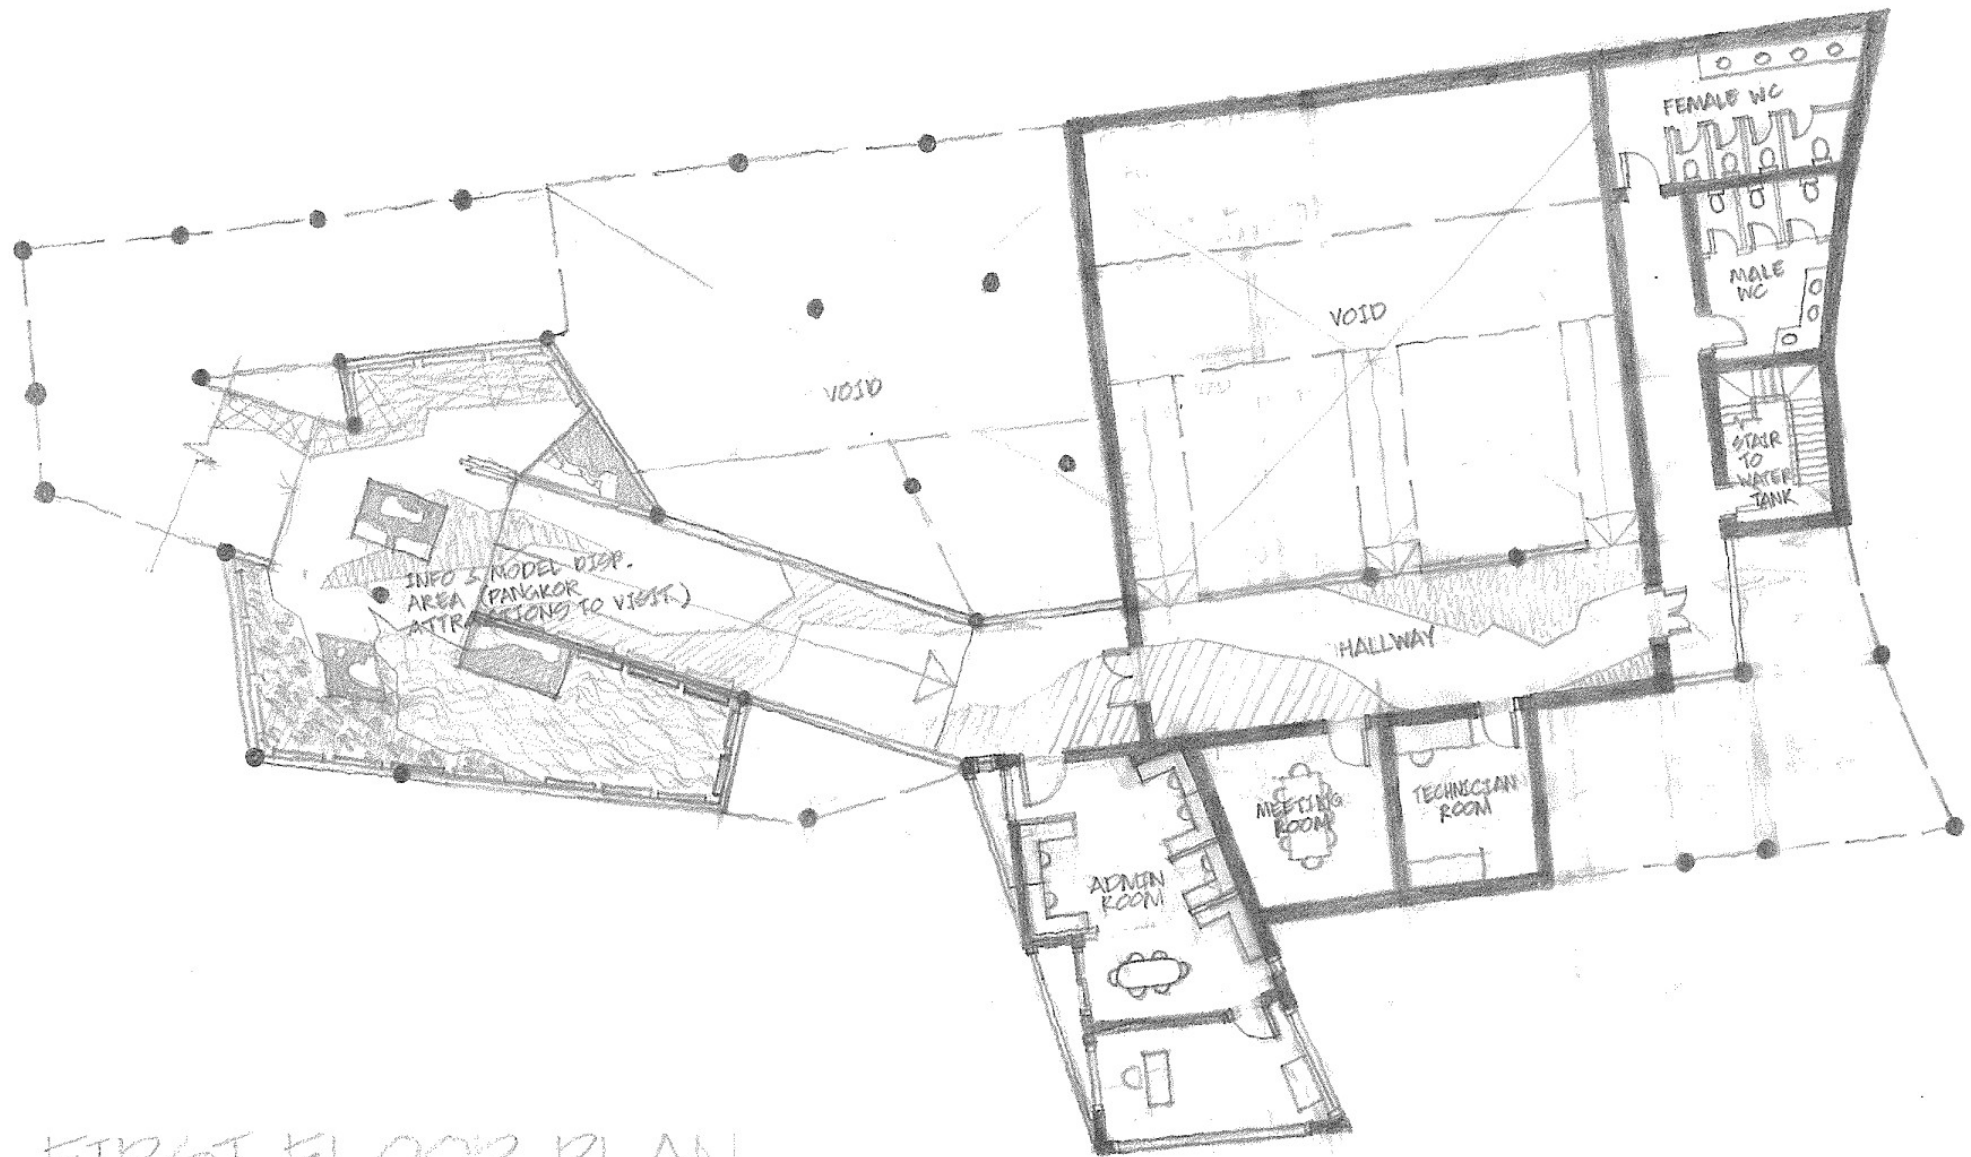 FEMALE WC
MALE
WC
VOID
VOID
STAIR
TO
WATER
TANK
INFO & MODEL DISP.
AREA (PANGKOR
ATTRACTIONS TO VISIT.)
HALLWAY
MEETING
ROOM
TECHNICIAN
ROOM
ADMIN
ROOM
FIRST FLOOR PLAN